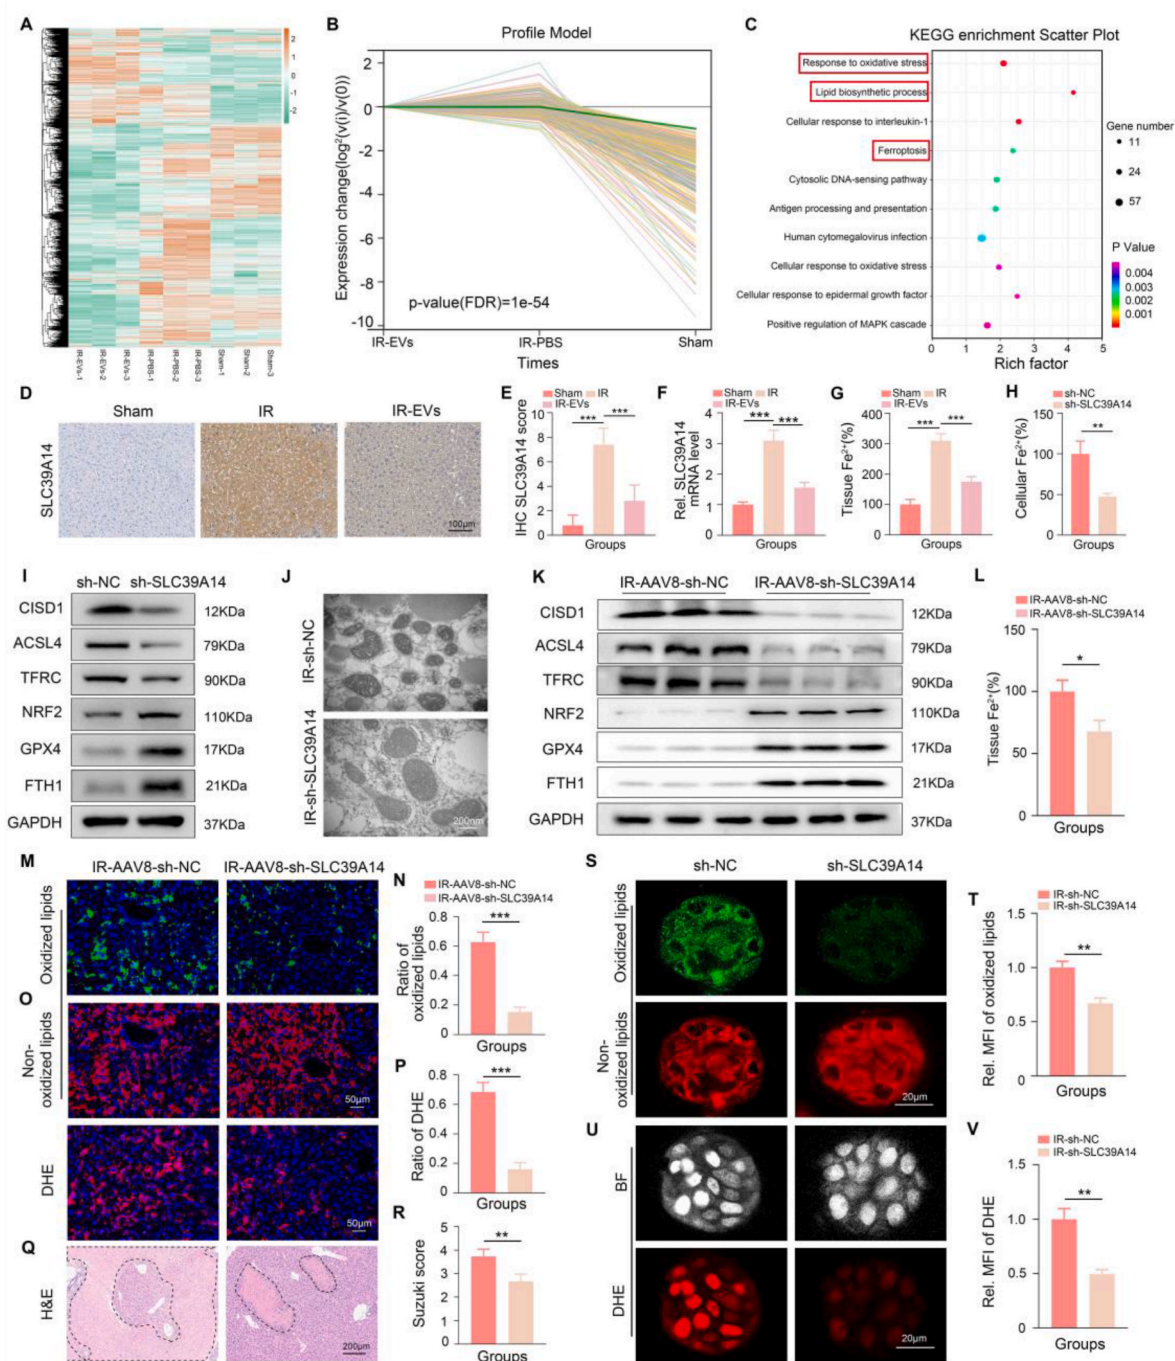 A
2
1
0
-1
-2
IR-EVs-1
IR-EVs-2
IR-EVs-3
IR-PBS-1
IR-PBS-2
IR-PBS-3
Sham-1
Sham-2
Sham-3
B
Profile Model
Expression change(log²(v(i)/v(0))
2
0
-2
-4
-6
-8
-10
p-value(FDR)=1e-54
IR-EVs
IR-PBS
Sham
Times
C
KEGG enrichment Scatter Plot
Response to oxidative stress
Lipid biosynthetic process
Cellular response to interleukin-1
Ferroptosis
Cytosolic DNA-sensing pathway
Antigen processing and presentation
Human cytomegalovirus infection
Cellular response to oxidative stress
Cellular response to epidermal growth factor
Positive regulation of MAPK cascade
0 1 2 3 4 5
Rich factor
Gene number
11
24
57
P Value
0.004
0.003
0.002
0.001
D
Sham
IR
IR-EVs
SLC39A14
100μm
E
Sham IR
IR-EVs
IHC SLC39A14 score
10
8
6
4
2
0
*** ***
Groups
F
Sham IR
IR-EVs
Rel. SLC39A14
mRNA level
4
3
2
1
0
*** ***
Groups
G
Sham IR
IR-EVs
Tissue Fe²⁺(%)
400
300
200
100
0
*** ***
Groups
H
sh-NC
sh-SLC39A14
Cellular Fe²⁺(%)
150
100
50
0
**
Groups
I
sh-NC sh-SLC39A14
CISD1 12KDa
ACSL4 79KDa
TFRC 90KDa
NRF2 110KDa
GPX4 17KDa
FTH1 21KDa
GAPDH 37KDa
J
IR-sh-NC
IR-sh-SLC39A14
200nm
K
IR-AAV8-sh-NC IR-AAV8-sh-SLC39A14
CISD1 12KDa
ACSL4 79KDa
TFRC 90KDa
NRF2 110KDa
GPX4 17KDa
FTH1 21KDa
GAPDH 37KDa
L
IR-AAV8-sh-NC
IR-AAV8-sh-SLC39A14
Tissue Fe²⁺(%)
150
100
50
0
*
Groups
M
IR-AAV8-sh-NC IR-AAV8-sh-SLC39A14
Oxidized lipids
O
Non-
oxidized lipids
50μm
DHE
50μm
N
IR-AAV8-sh-NC
IR-AAV8-sh-SLC39A14
Ratio of
oxidized lipids
0.8
0.6
0.4
0.2
0
***
Groups
P
Ratio of DHE
0.8
0.6
0.4
0.2
0
***
Groups
Q
H&E
200μm
R
Suzuki score
5
4
3
2
1
0
**
Groups
S
sh-NC sh-SLC39A14
Oxidized lipids
Non-
oxidized lipids
20μm
T
IR-sh-NC
IR-sh-SLC39A14
Rel. MFI of oxidized lipids
1.5
1.0
0.5
0
**
Groups
U
BF
DHE
20μm
V
IR-sh-NC
IR-sh-SLC39A14
Rel. MFI of DHE
1.5
1.0
0.5
0
**
Groups